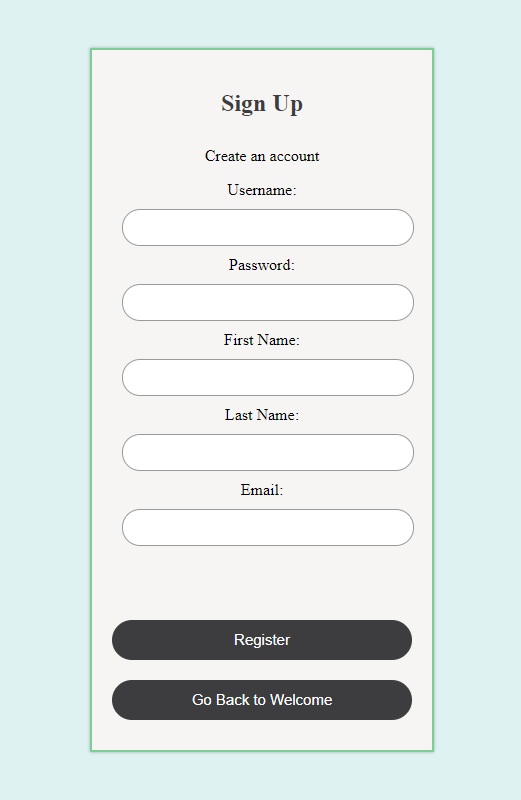 Sign Up
Create an account
Username:
Password:
First Name:
Last Name:
Email:
Register
Go Back to Welcome